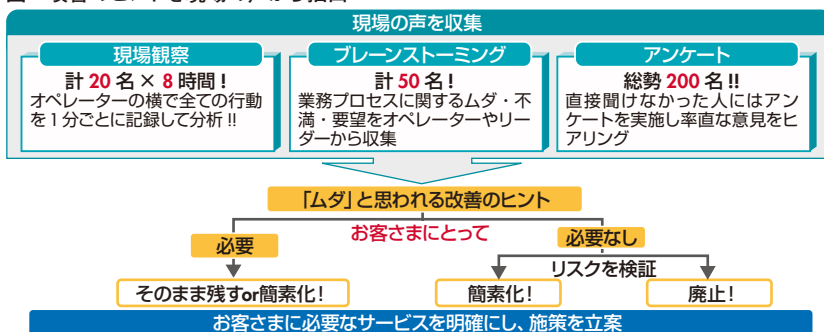 現場の声を収集
現場観察
計 20 名 × 8 時間！
オペレーターの横で全ての行動
を１分ごとに記録して分析 !!
ブレーンストーミング
計 50 名！
業務プロセスに関するムダ・不
満・要望をオペレーターやリー
ダーから収集
アンケート
総勢 200 名 !!
直接聞けなかった人にはアン
ケートを実施し率直な意見をヒ
アリング
「ムダ」と思われる改善のヒント
お客さまにとって
必要
必要なし
リスクを検証
そのまま残すor簡素化！
簡素化！
廃止！
お客さまに必要なサービスを明確にし、施策を立案